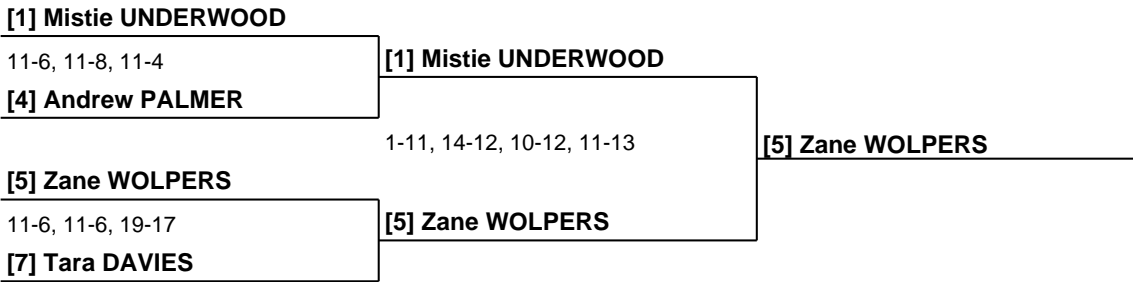 [1] Mistie UNDERWOOD
11-6, 11-8, 11-4
[1] Mistie UNDERWOOD
[4] Andrew PALMER
1-11, 14-12, 10-12, 11-13
[5] Zane WOLPERS
[5] Zane WOLPERS
11-6, 11-6, 19-17
[5] Zane WOLPERS
[7] Tara DAVIES